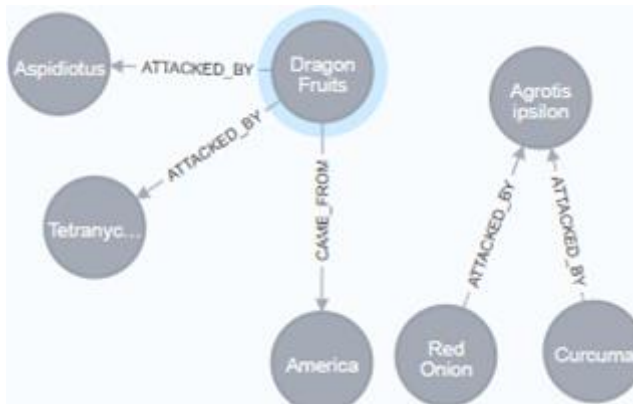 Aspidiotus
ATTACKED_BY
Dragon
Fruits
Agrotis
ipsilon
ATTACKED_BY
Tetranyc...
CAME_FROM
ATTACKED_BY
ATTACKED_BY
America
Red
Onion
Curcuma